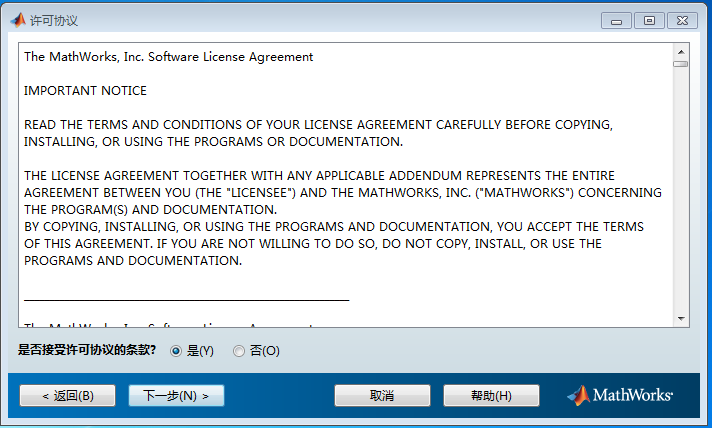 许可协议
The MathWorks, Inc. Software License Agreement
IMPORTANT NOTICE
READ THE TERMS AND CONDITIONS OF YOUR LICENSE AGREEMENT CAREFULLY BEFORE COPYING,
INSTALLING, OR USING THE PROGRAMS OR DOCUMENTATION.
THE LICENSE AGREEMENT TOGETHER WITH ANY APPLICABLE ADDENDUM REPRESENTS THE ENTIRE
AGREEMENT BETWEEN YOU (THE "LICENSEE") AND THE MATHWORKS, INC. ("MATHWORKS") CONCERNING
THE PROGRAM(S) AND DOCUMENTATION.
BY COPYING, INSTALLING, OR USING THE PROGRAMS AND DOCUMENTATION, YOU ACCEPT THE TERMS
OF THIS AGREEMENT. IF YOU ARE NOT WILLING TO DO SO, DO NOT COPY, INSTALL, OR USE THE
PROGRAMS AND DOCUMENTATION.
The MathWorks, Inc. Software License Agreement
是否接受许可协议的条款? 是(Y) 否(O)
< 返回(B) 下一步(N) > 取消 帮助(H) MathWorks®